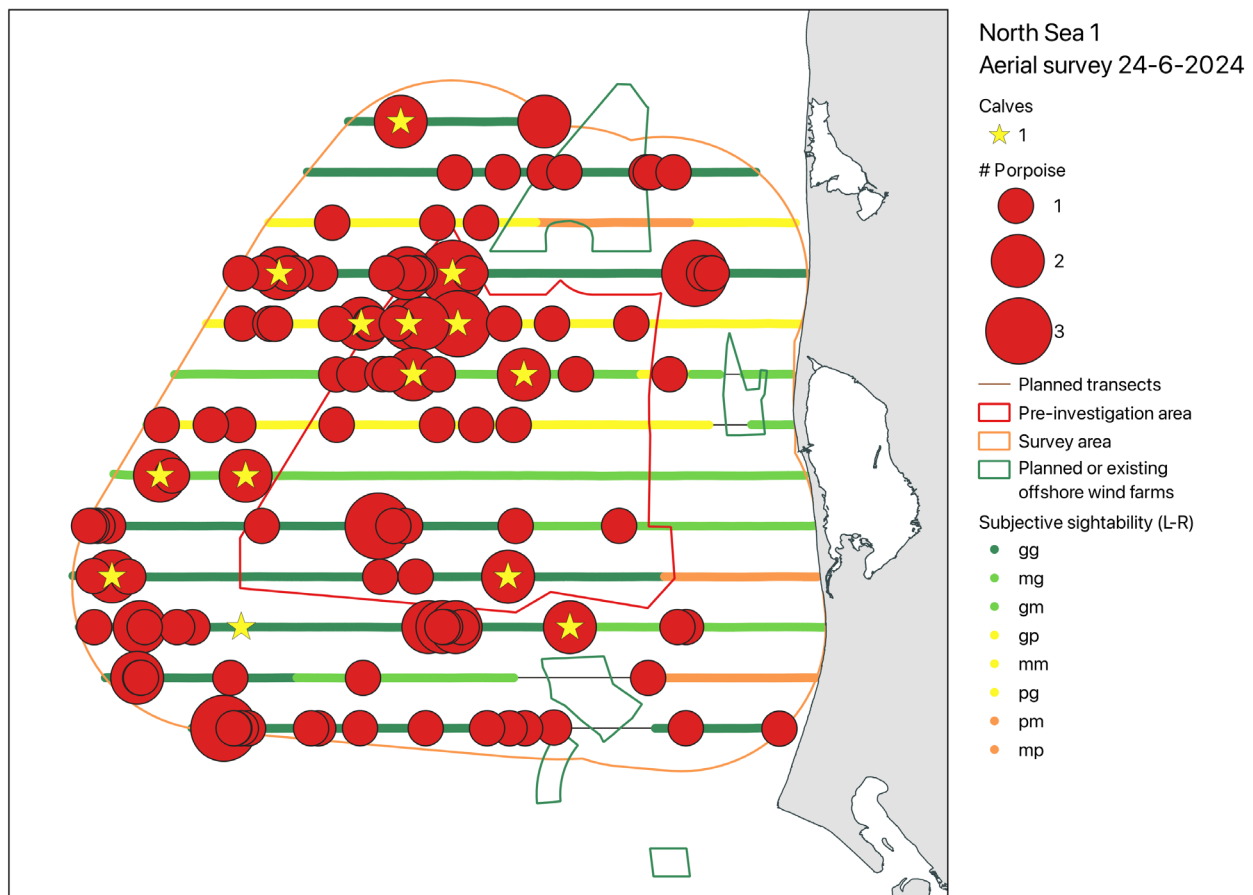 North Sea 1
Aerial survey 24-6-2024
Calves
1
# Porpoise
1
2
3
Planned transects
Pre-investigation area
Survey area
Planned or existing
offshore wind farms
Subjective sightability (L-R)
gg
mg
gm
gp
mm
pg
pm
mp